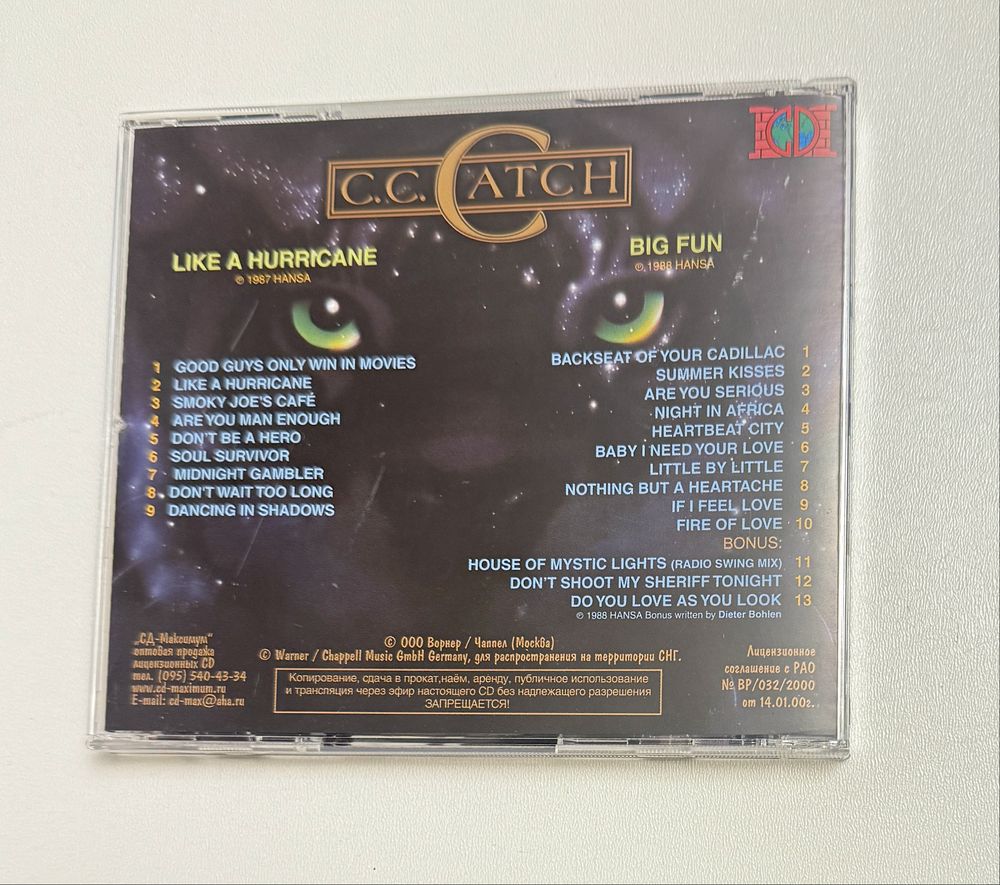 C.C.CATCH
CD
LIKE A HURRICANE
℗ 1987 HANSA
1 GOOD GUYS ONLY WIN IN MOVIES
2 LIKE A HURRICANE
3 SMOKY JOE'S CAFÉ
4 ARE YOU MAN ENOUGH
5 DON'T BE A HERO
6 SOUL SURVIVOR
7 MIDNIGHT GAMBLER
8 DON'T WAIT TOO LONG
9 DANCING IN SHADOWS
BIG FUN
℗ 1988 HANSA
BACKSEAT OF YOUR CADILLAC 1
SUMMER KISSES 2
ARE YOU SERIOUS 3
NIGHT IN AFRICA 4
HEARTBEAT CITY 5
BABY I NEED YOUR LOVE 6
LITTLE BY LITTLE 7
NOTHING BUT A HEARTACHE 8
IF I FEEL LOVE 9
FIRE OF LOVE 10
BONUS:
HOUSE OF MYSTIC LIGHTS (RADIO SWING MIX) 11
DON'T SHOOT MY SHERIFF TONIGHT 12
DO YOU LOVE AS YOU LOOK 13
℗ 1988 HANSA Bonus written by Dieter Bohlen
„СД-Максимум"
оптовая продажа
лицензионных CD
тел. (095) 540-43-34
www.cd-maximum.ru
E-mail: cd-max@aha.ru
© ООО Ворнер / Чаппел (Москва)
© Warner / Chappell Music GmbH Germany, для распространения на территории СНГ.
Копирование, сдача в прокат,наём, аренду, публичное использование
и трансляция через эфир настоящего CD без надлежащего разрешения
ЗАПРЕЩАЕТСЯ!
Лицензионное
соглашение с РАО
№ ВР/032/2000
от 14.01.00г.